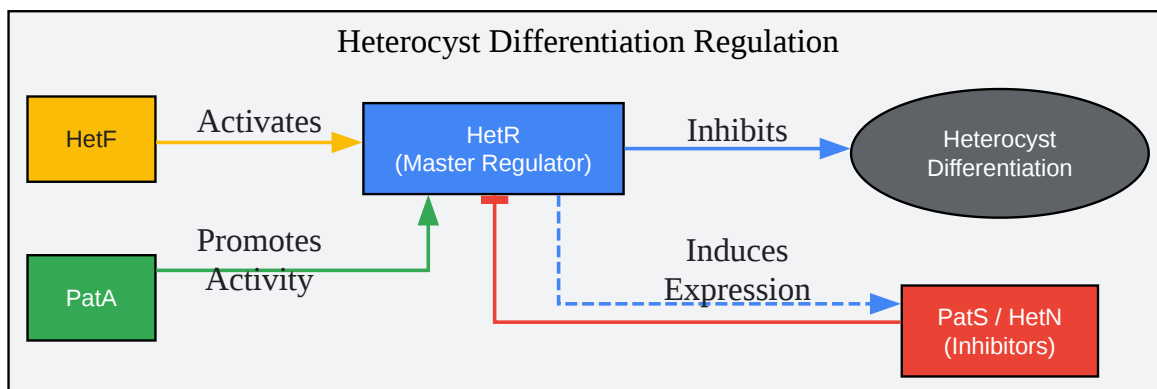 Heterocyst Differentiation Regulation
HetF
Activates
HetR
(Master Regulator)
Inhibits
Heterocyst
Differentiation
PatA
Promotes
Activity
Induces
Expression
PatS / HetN
(Inhibitors)